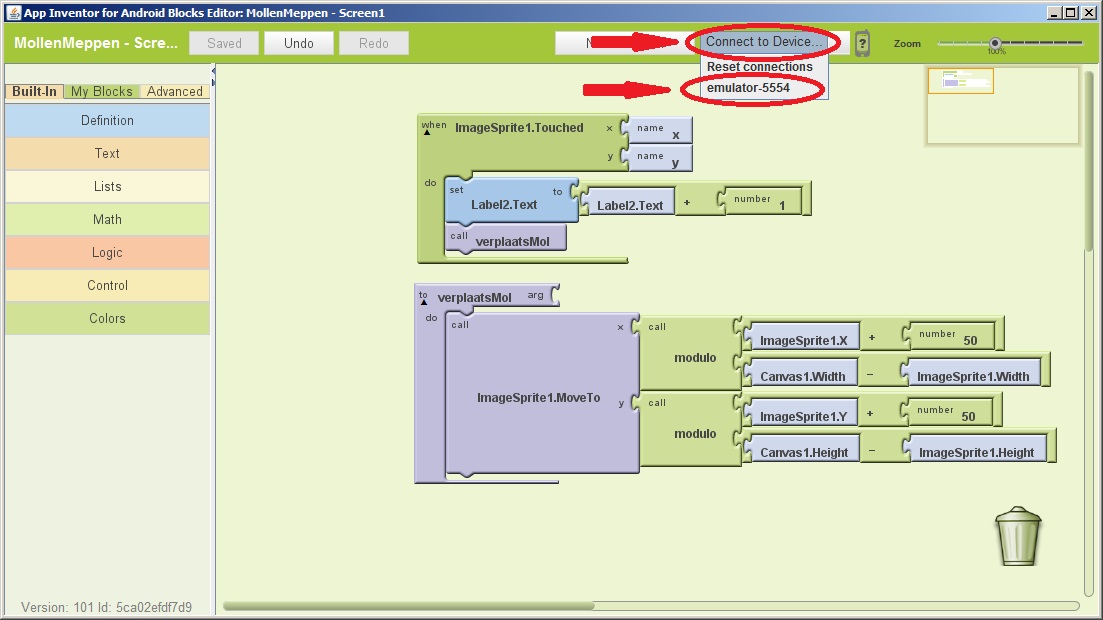 App Inventor for Android Blocks Editor: MollenMeppen - Screen1
MollenMeppen - Scre... Saved Undo Redo N Connect to Device... ? Zoom 100%
Reset connections
emulator-5554
Built-In My Blocks Advanced
Definition
Text
Lists
Math
Logic
Control
Colors
when ImageSprite1.Touched x name x
y name y
do set Label2.Text to Label2.Text + number 1
call verplaatsMol
to verplaatsMol arg
do call ImageSprite1.MoveTo x call modulo ImageSprite1.X + number 50
Canvas1.Width - ImageSprite1.Width
y call modulo ImageSprite1.Y + number 50
Canvas1.Height - ImageSprite1.Height
Version: 101 Id: 5ca02efdf7d9